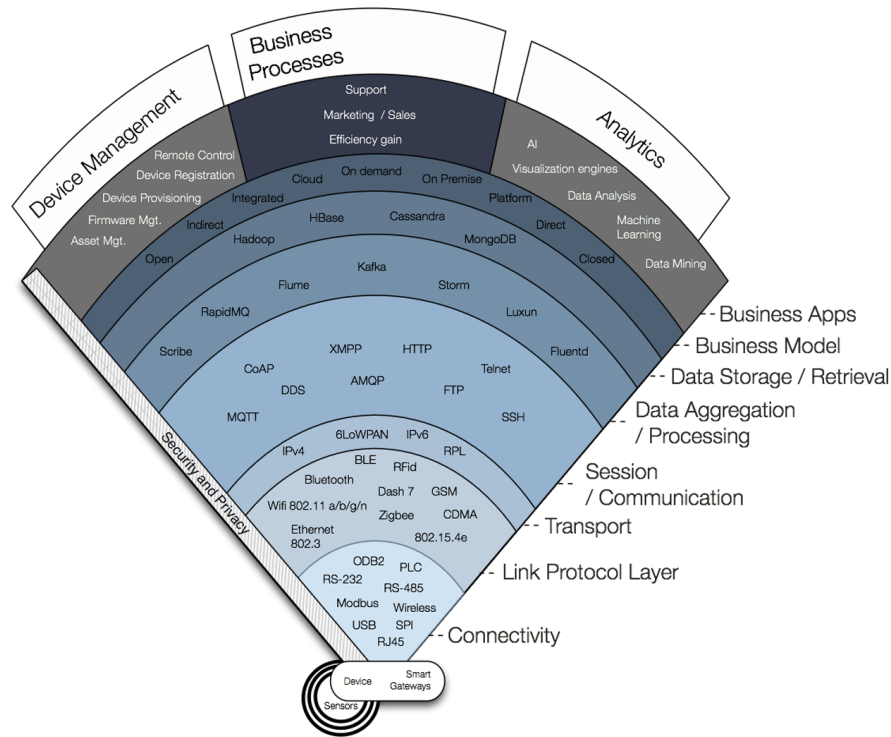 Business
Processes
Device Management
Analytics
Support
Marketing / Sales
Efficiency gain
Remote Control
Device Registration
Device Provisioning
Firmware Mgt.
Asset Mgt.
AI
Visualization engines
Data Analysis
Machine
Learning
Data Mining
Open
Indirect
Integrated
Cloud
On demand
On Premise
Platform
Direct
Closed
Hadoop
HBase
Cassandra
MongoDB
Scribe
RapidMQ
Flume
Kafka
Storm
Luxun
Fluentd
MQTT
CoAP
DDS
XMPP
AMQP
HTTP
FTP
Telnet
SSH
IPv4
6LoWPAN
IPv6
RPL
BLE
RFid
Bluetooth
Dash 7
GSM
Wifi 802.11 a/b/g/n
Zigbee
CDMA
Ethernet
802.3
802.15.4e
ODB2
PLC
RS-232
RS-485
Modbus
Wireless
USB
SPI
RJ45
Security and Privacy
Business Apps
Business Model
Data Storage / Retrieval
Data Aggregation
/ Processing
Session
/ Communication
Transport
Link Protocol Layer
Connectivity
Device
Smart
Gateways
Sensors